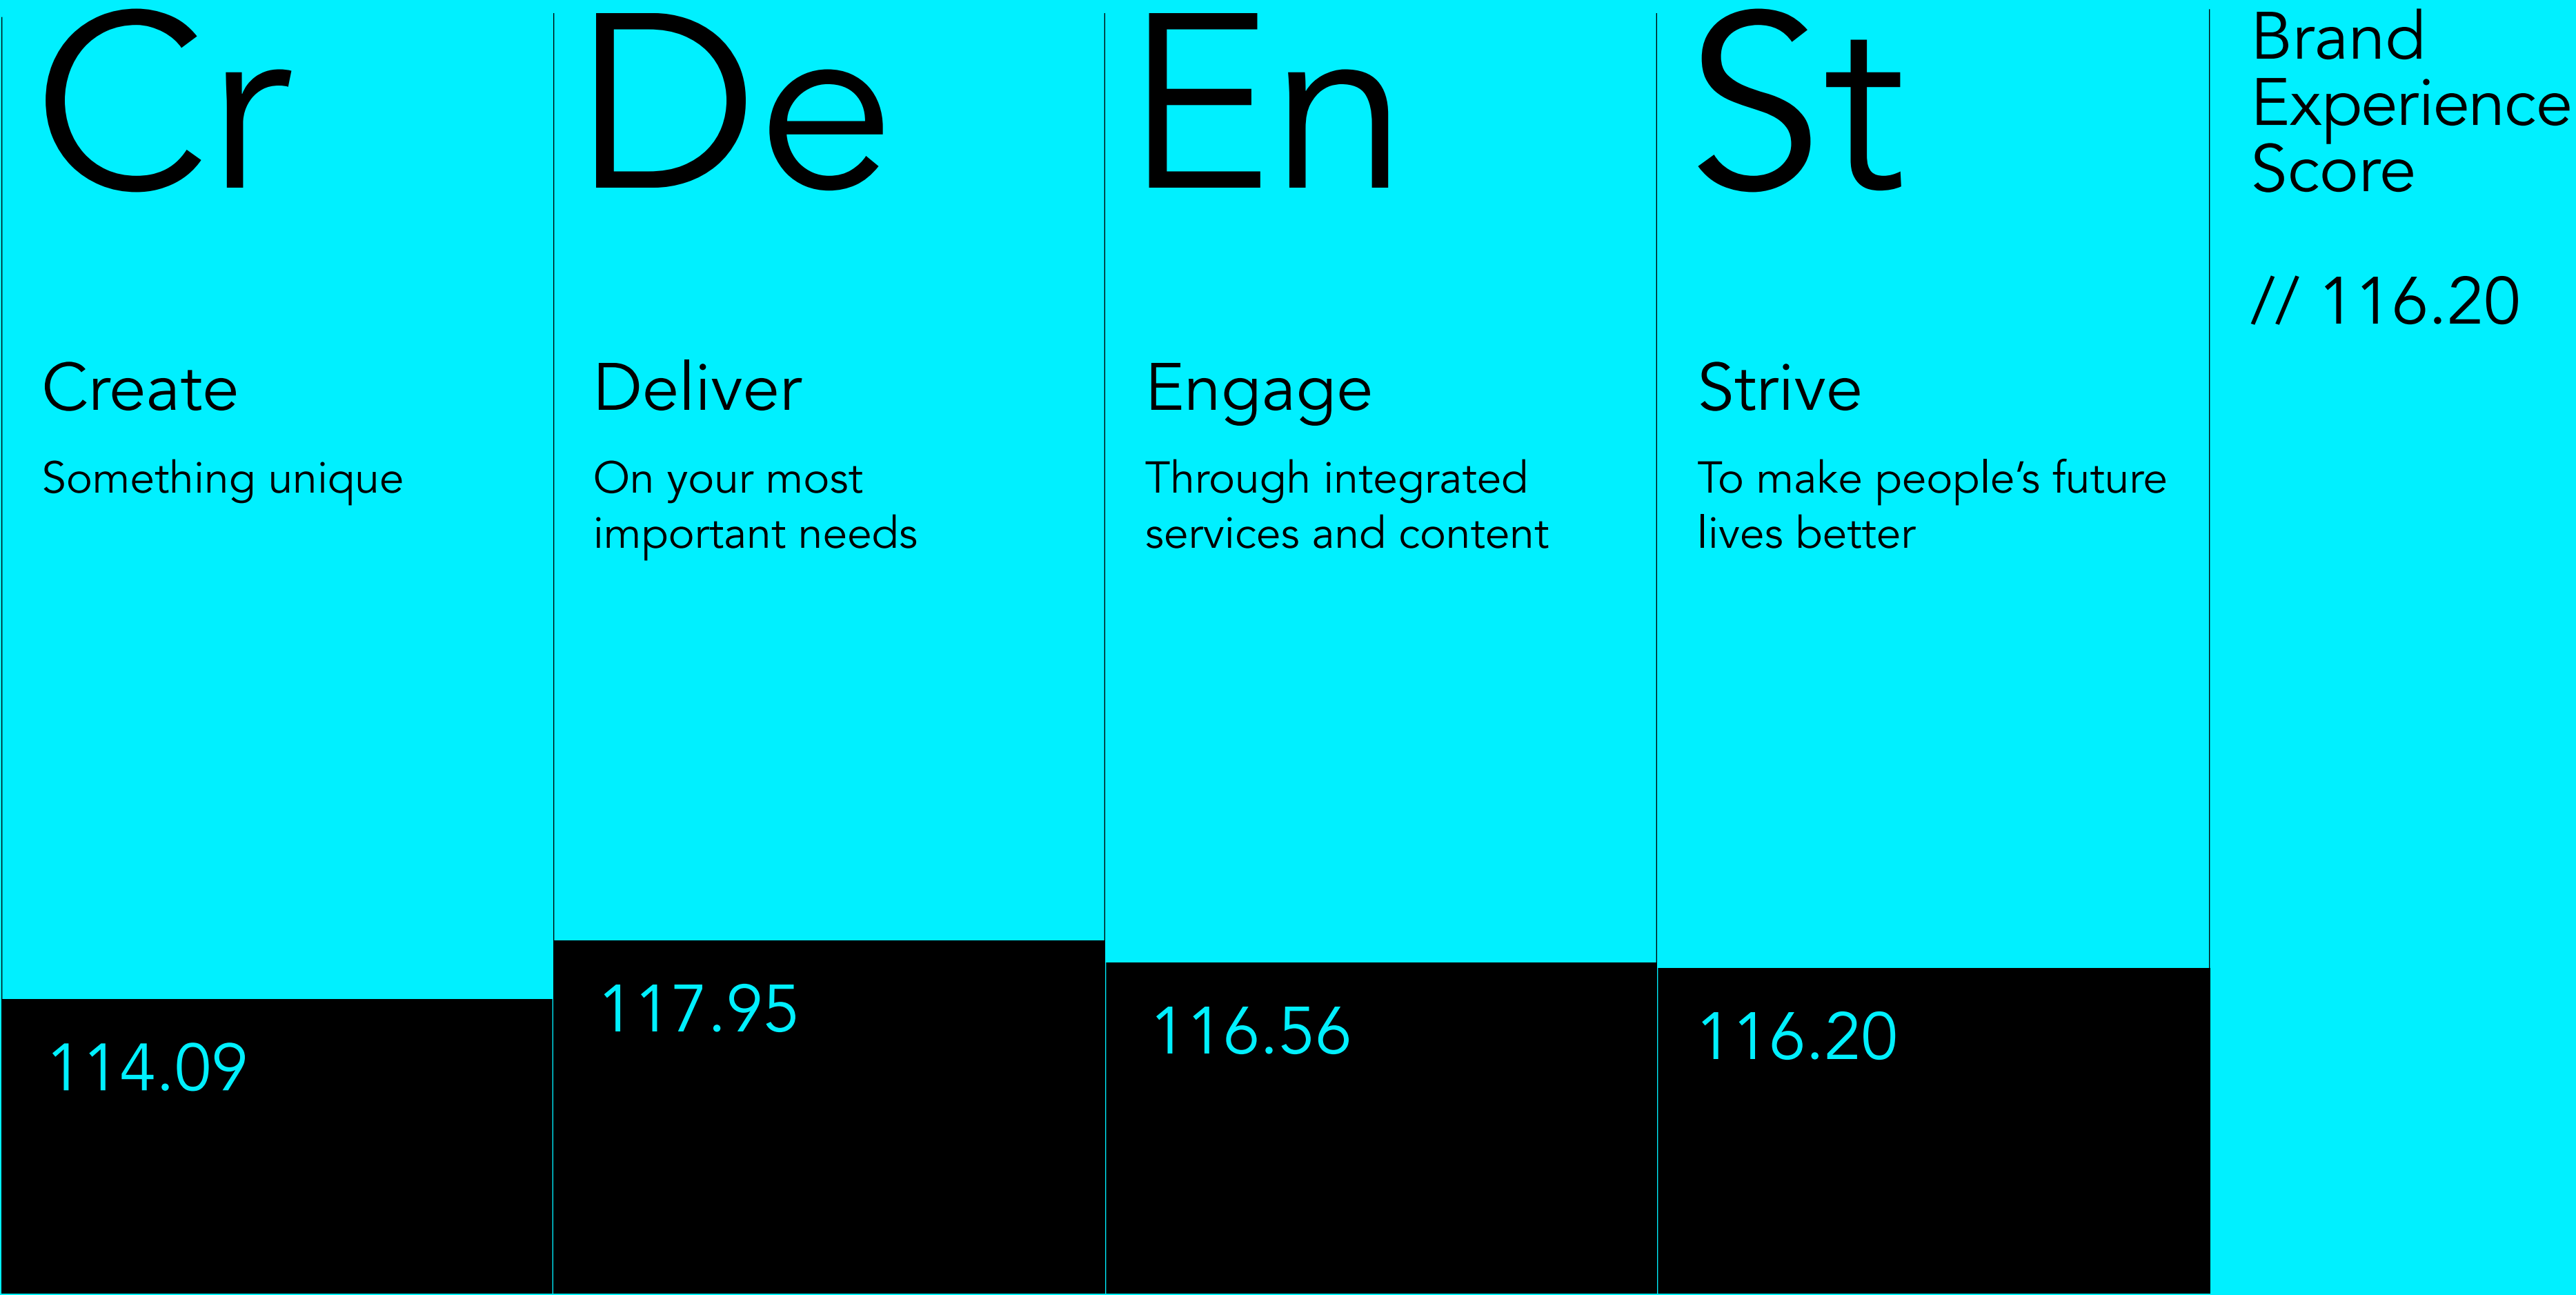 Cr
Create
Something unique
114.09
De
Deliver
On your most
important needs
117.95
En
Engage
Through integrated
services and content
116.56
St
Strive
To make people’s future
lives better
116.20
Brand
Experience
Score
// 116.20